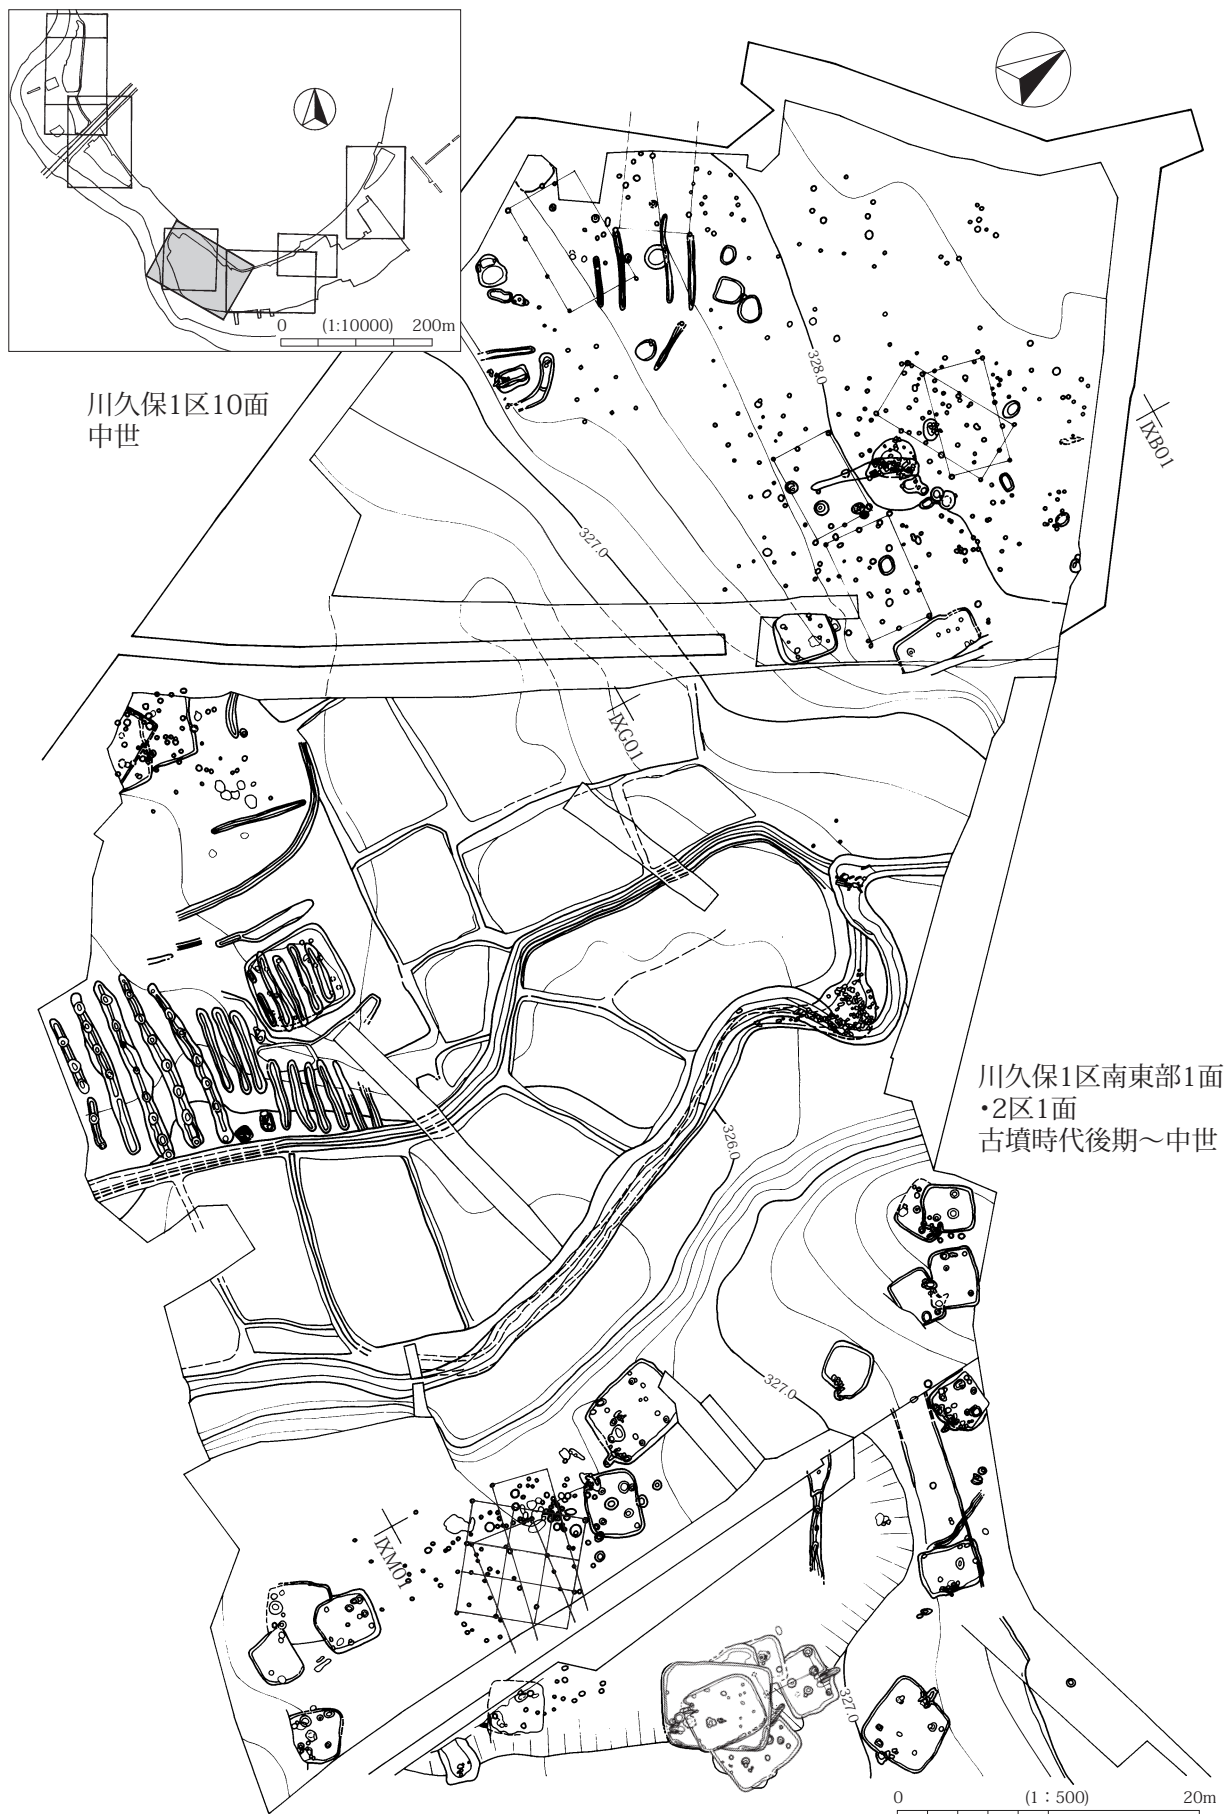 0 (1:10000) 200m
川久保1区10面
中世
328.0
IXB01
327.0
IXG01
川久保1区南東部1面
・2区1面
古墳時代後期～中世
326.0
327.0
IXM01
327.0
0 (1：500) 20m